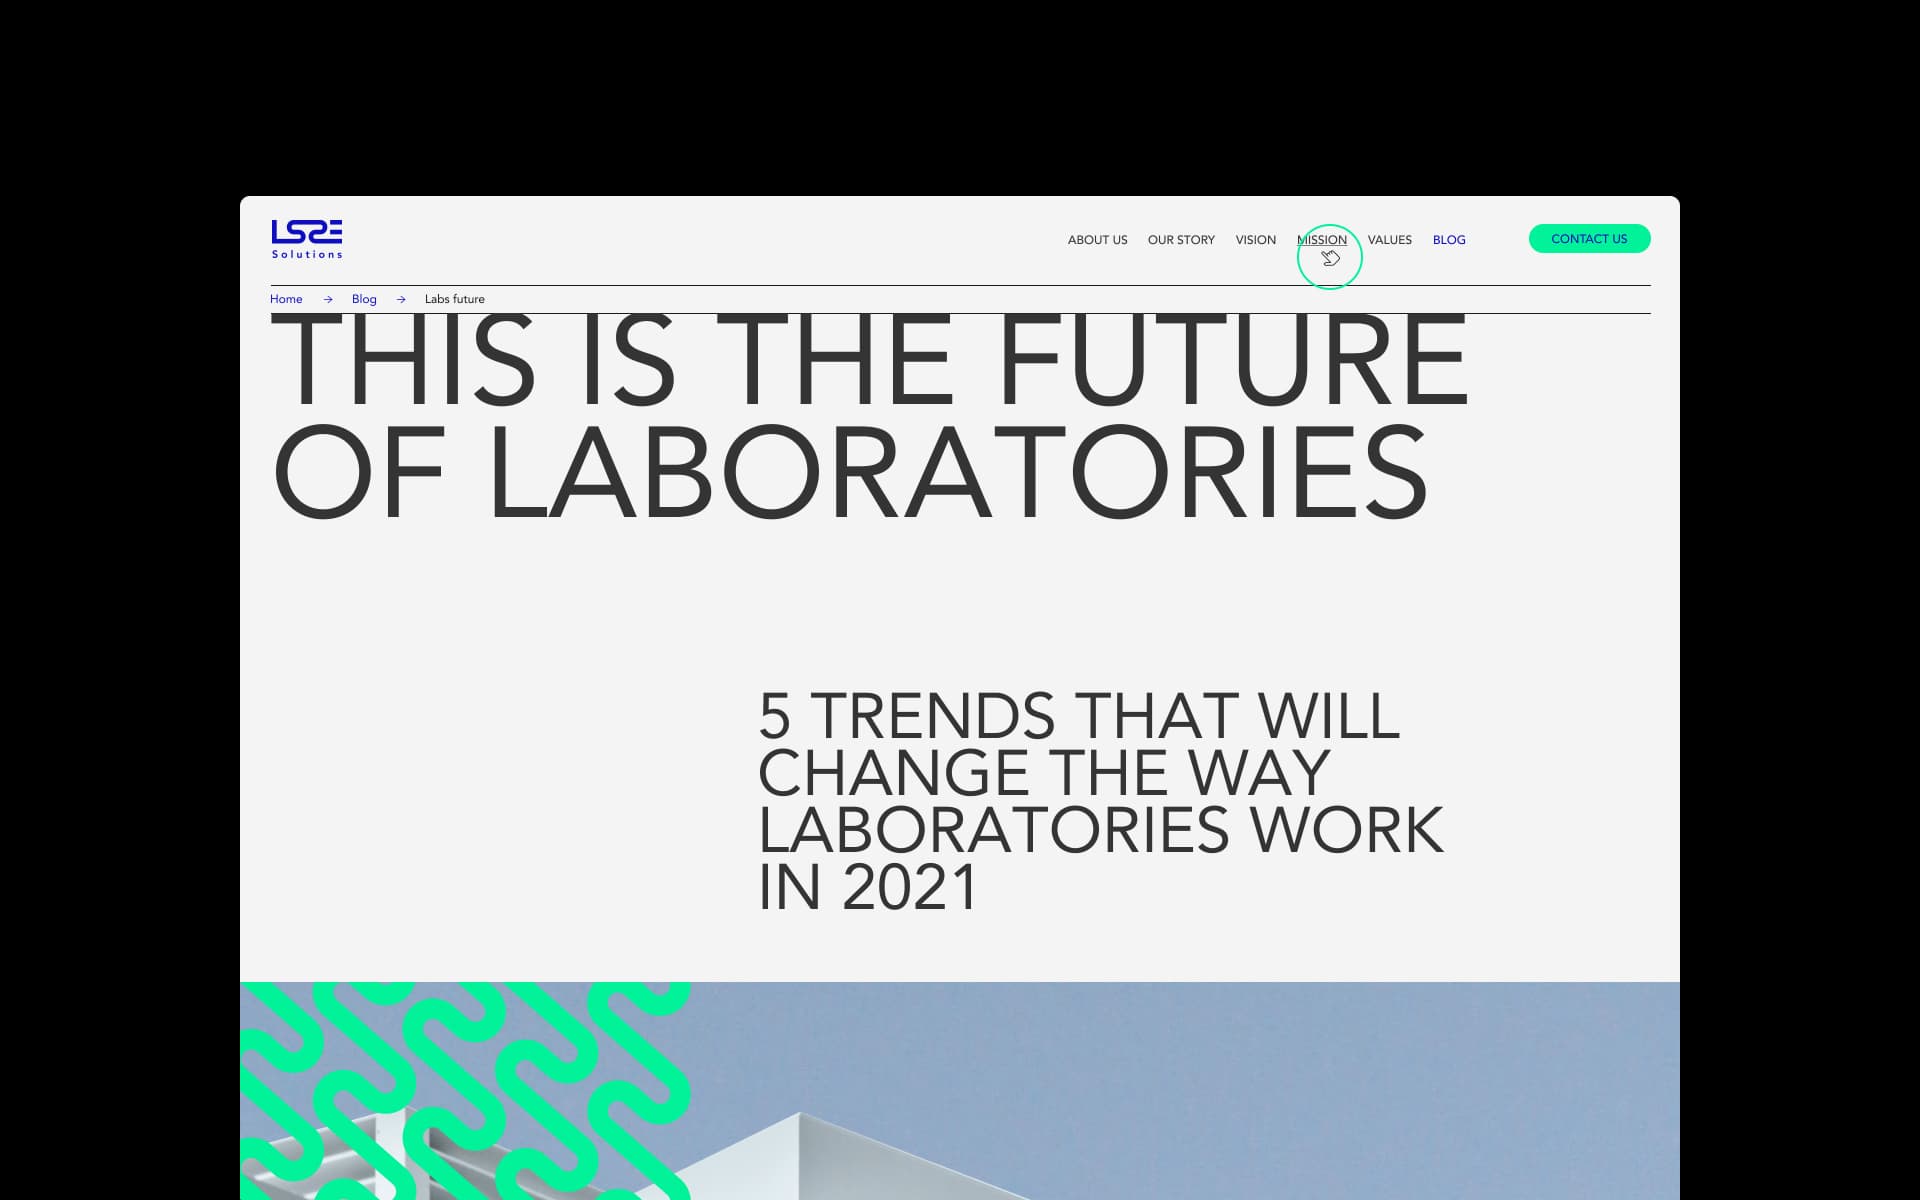 LSRE
Solutions
ABOUT US OUR STORY VISION MISSION VALUES BLOG CONTACT US
Home → Blog → Labs future
THIS IS THE FUTURE
OF LABORATORIES
5 TRENDS THAT WILL
CHANGE THE WAY
LABORATORIES WORK
IN 2021